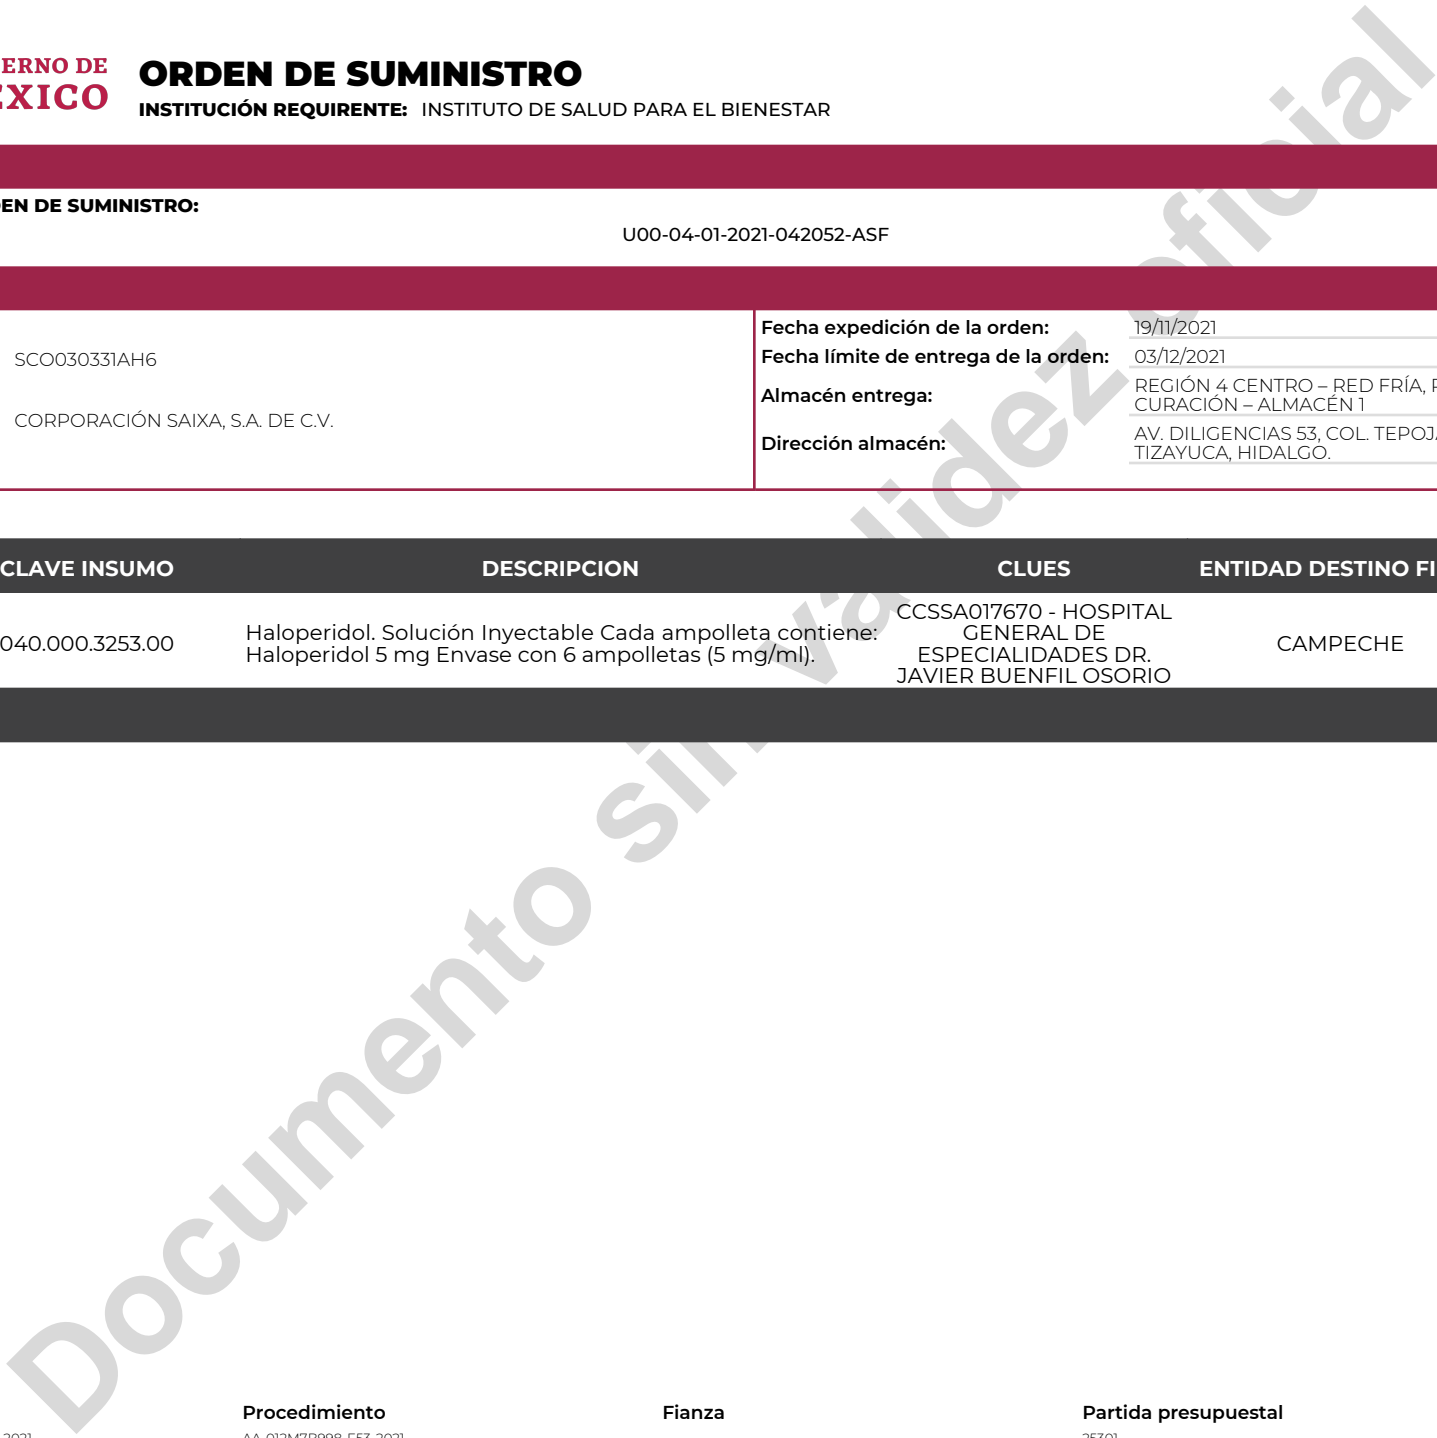 ERNO DE
ÉXICO
ORDEN DE SUMINISTRO
INSTITUCIÓN REQUIRENTE: INSTITUTO DE SALUD PARA EL BIENESTAR
EN DE SUMINISTRO:
U00-04-01-2021-042052-ASF
SCO030331AH6
CORPORACIÓN SAIXA, S.A. DE C.V.
Fecha expedición de la orden: 19/11/2021
Fecha límite de entrega de la orden: 03/12/2021
Almacén entrega: REGIÓN 4 CENTRO – RED FRÍA,
CURACIÓN – ALMACÉN 1
Dirección almacén: AV. DILIGENCIAS 53, COL. TEPOJ
TIZAYUCA, HIDALGO.
CLAVE INSUMO DESCRIPCION CLUES ENTIDAD DESTINO FI
040.000.3253.00
Haloperidol. Solución Inyectable Cada ampolleta contiene:
Haloperidol 5 mg Envase con 6 ampolletas (5 mg/ml).
CCSSA017670 - HOSPITAL
GENERAL DE
ESPECIALIDADES DR.
JAVIER BUENFIL OSORIO
CAMPECHE
Documento sin validez oficial
Procedimiento Fianza Partida presupuestal